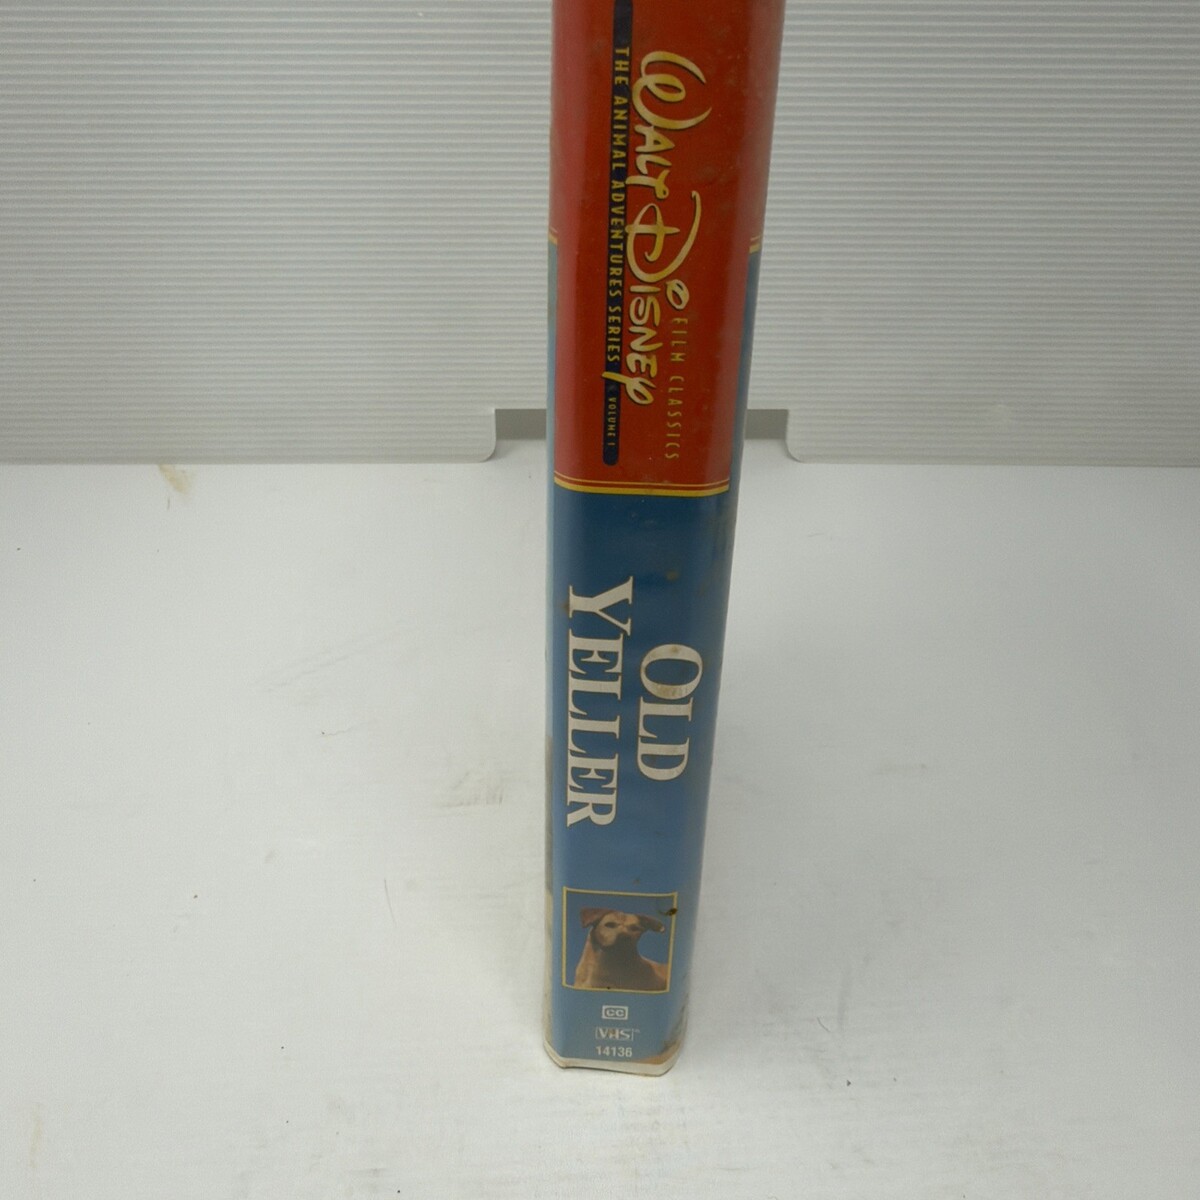 WALT DISNEY
FILM CLASSICS
THE ANIMAL ADVENTURES SERIES • VOLUME 1
OLD
YELLER
CC
VHS
14136